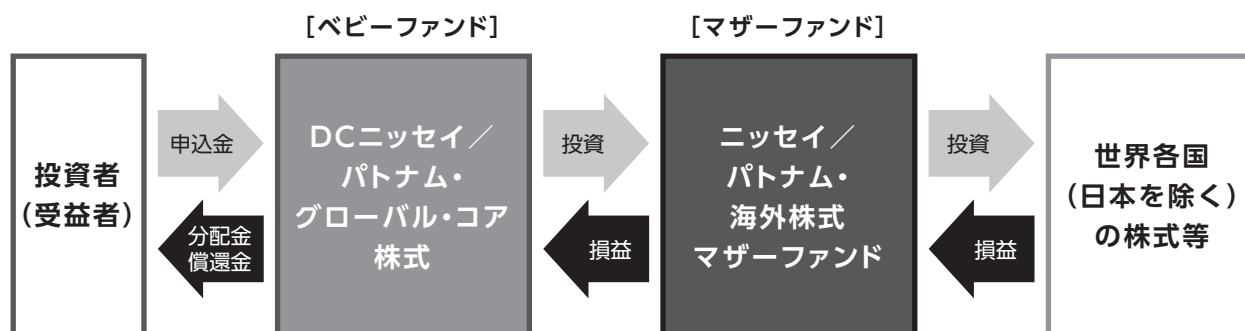 ［ベビーファンド］
［マザーファンド］
投資者
（受益者）
申込金
分配金
償還金
DCニッセイ／
パトナム・
グローバル・コア
株式
投資
損益
ニッセイ／
パトナム・
海外株式
マザーファンド
投資
損益
世界各国
（日本を除く）
の株式等